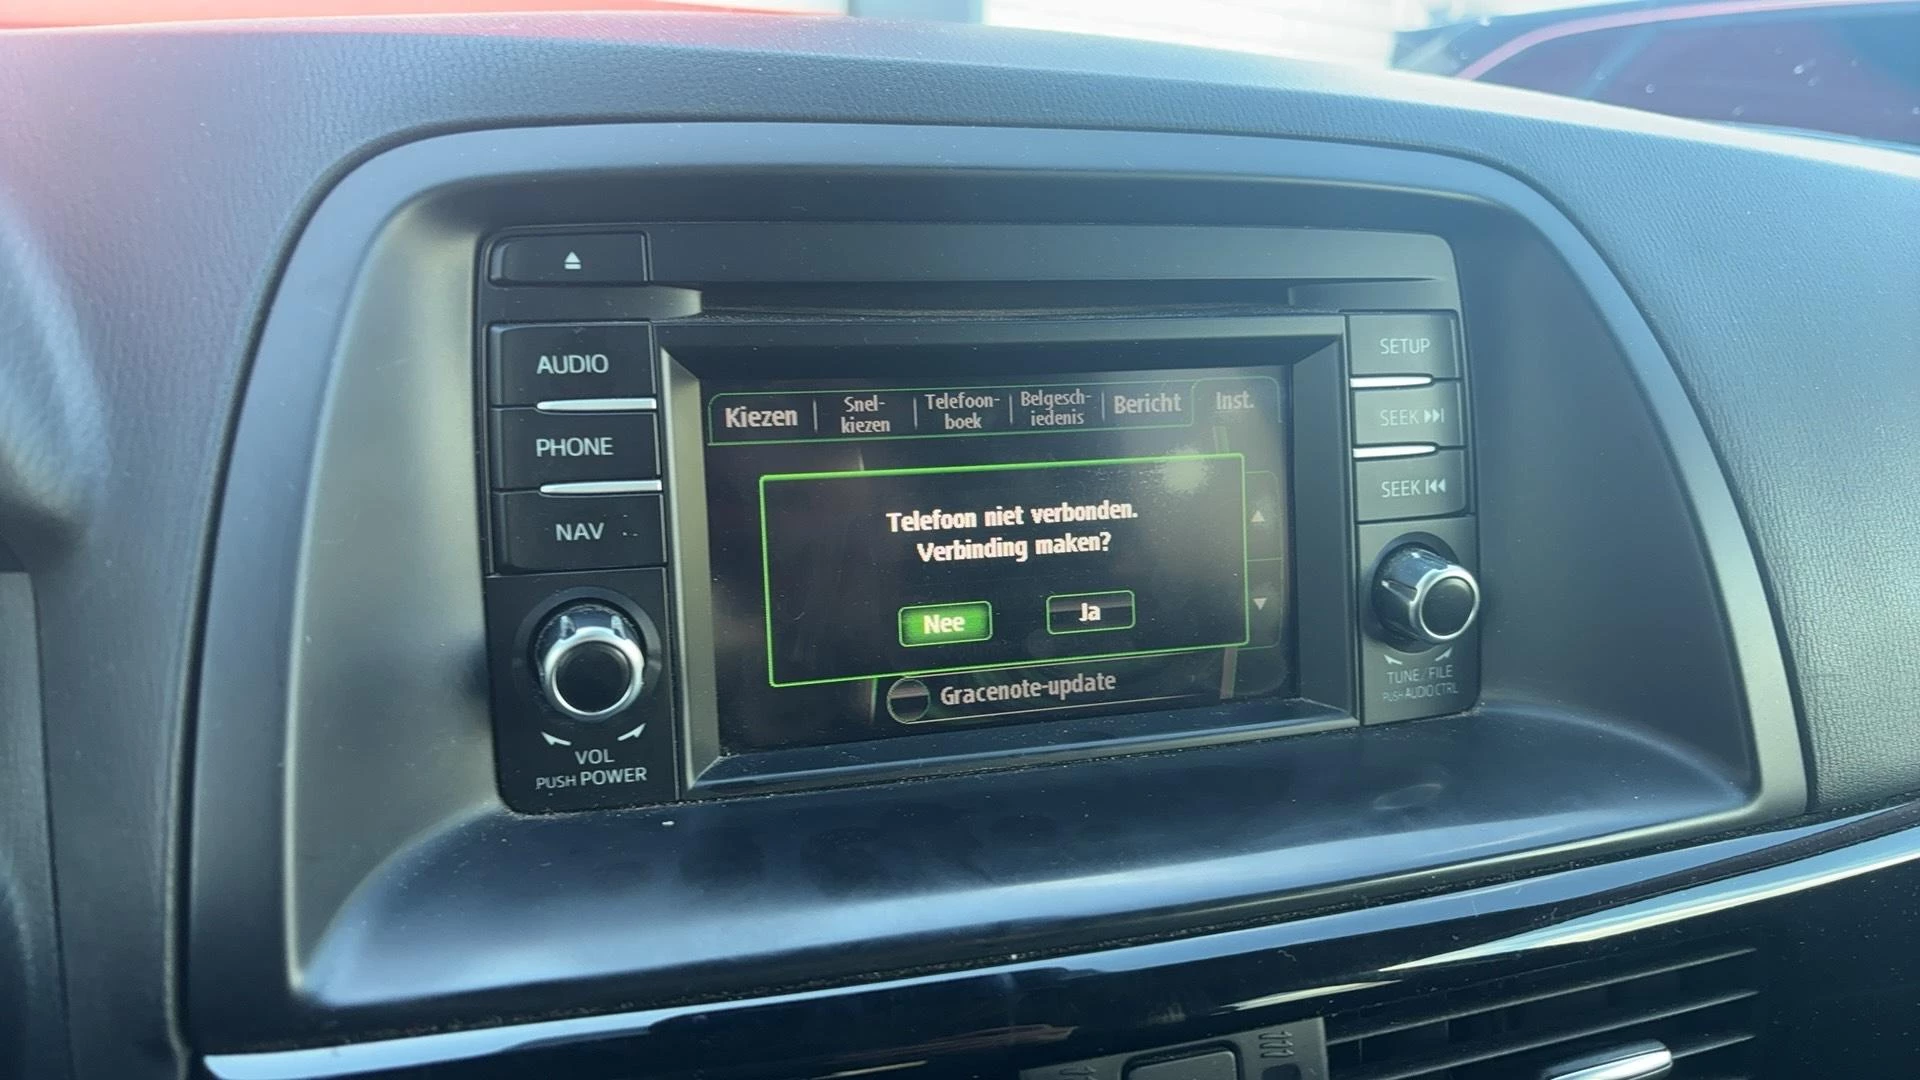 AUDIO
PHONE
NAV
VOL
PUSH POWER
Kiezen
Snel-
kiezen
Telefoon-
boek
Belgesch-
iedenis
Bericht
Inst.
Telefoon niet verbonden.
Verbinding maken?
Nee
Ja
Gracenote-update
SETUP
SEEK
SEEK
TUNE/FILE
PUSH AUDIO CTRL